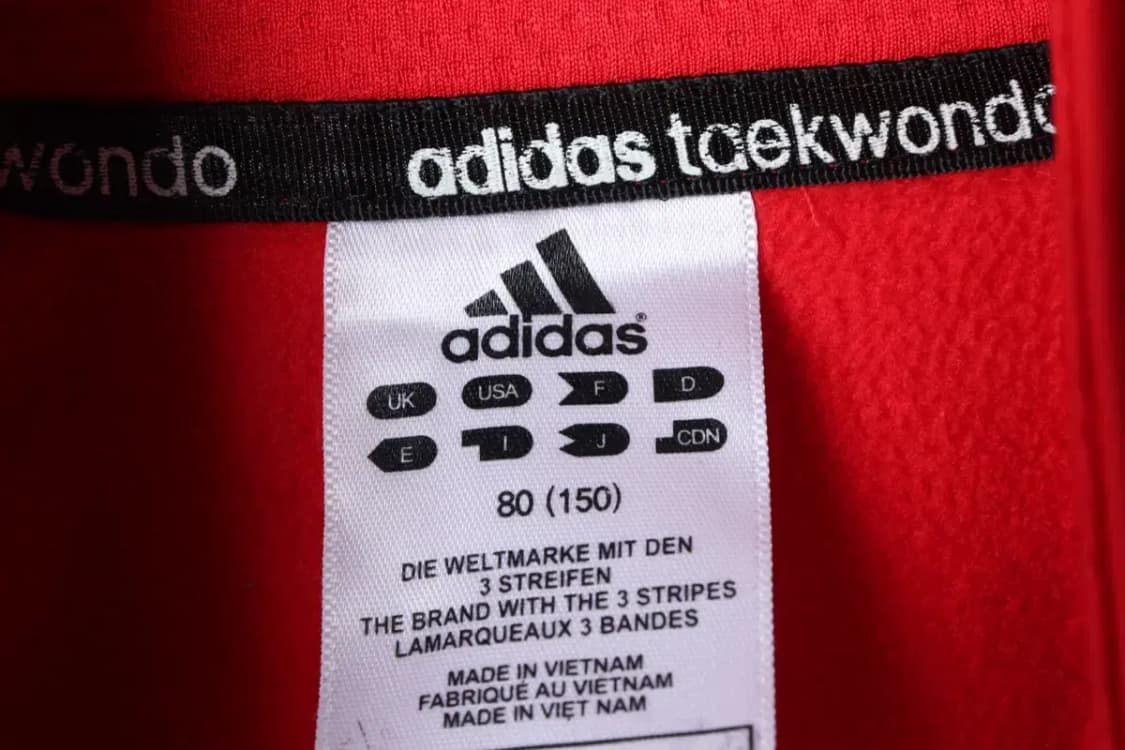 wondo adidas taekwondo
adidas®
UK USA F D
E I J CDN
80 (150)
DIE WELTMARKE MIT DEN
3 STREIFEN
THE BRAND WITH THE 3 STRIPES
LAMARQUEAUX 3 BANDES
MADE IN VIETNAM
FABRIQUÉ AU VIETNAM
MADE IN VIỆT NAM